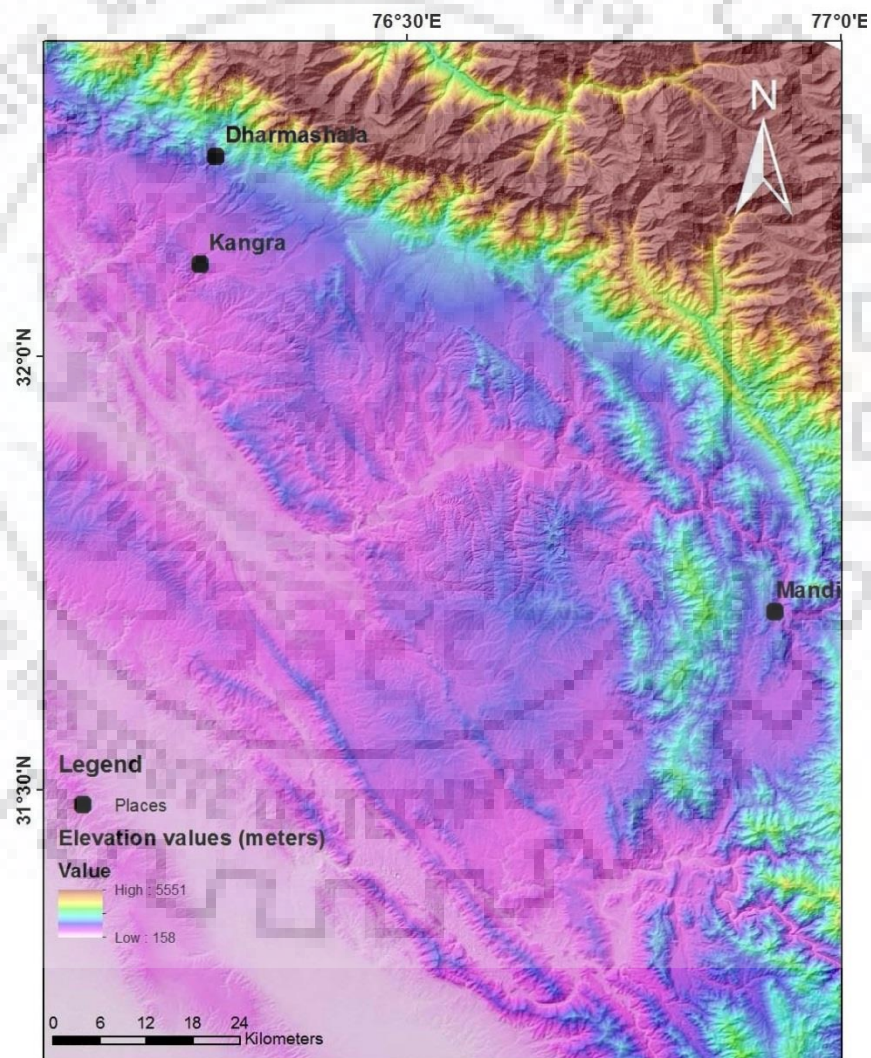 76°30'E
77°0'E
N
Dharmashala
Kangra
32°0'N
Mandi
31°30'N
Legend
Places
Elevation values (meters)
Value
High : 5551
Low : 158
0 6 12 18 24
Kilometers